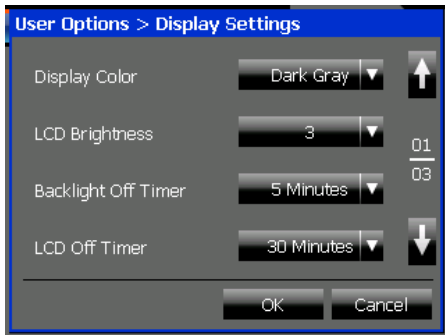 User Options > Display Settings
Display Color Dark Gray
LCD Brightness 3
01
03
Backlight Off Timer 5 Minutes
LCD Off Timer 30 Minutes
OK Cancel